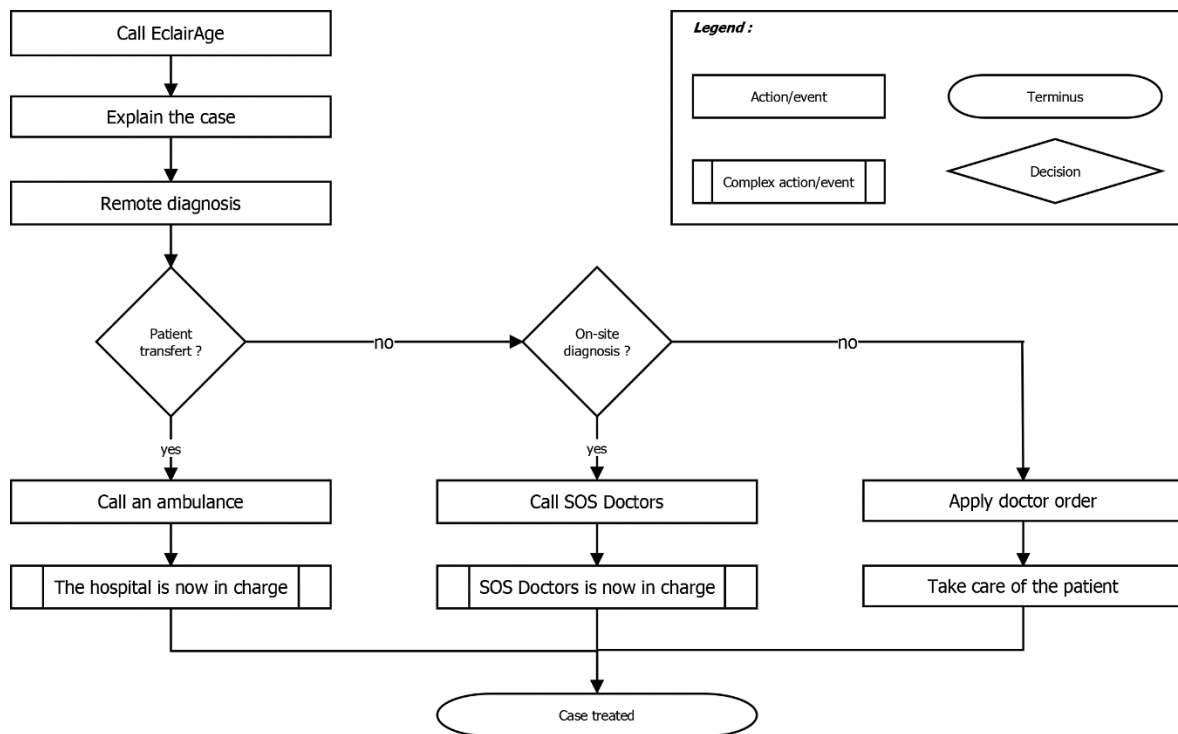 Call EclairAge
Explain the case
Remote diagnosis
Legend :
Action/event
Terminus
Complex action/event
Decision
Patient
transfert ?
no
On-site
diagnosis ?
no
yes
yes
Call an ambulance
Call SOS Doctors
Apply doctor order
The hospital is now in charge
SOS Doctors is now in charge
Take care of the patient
Case treated